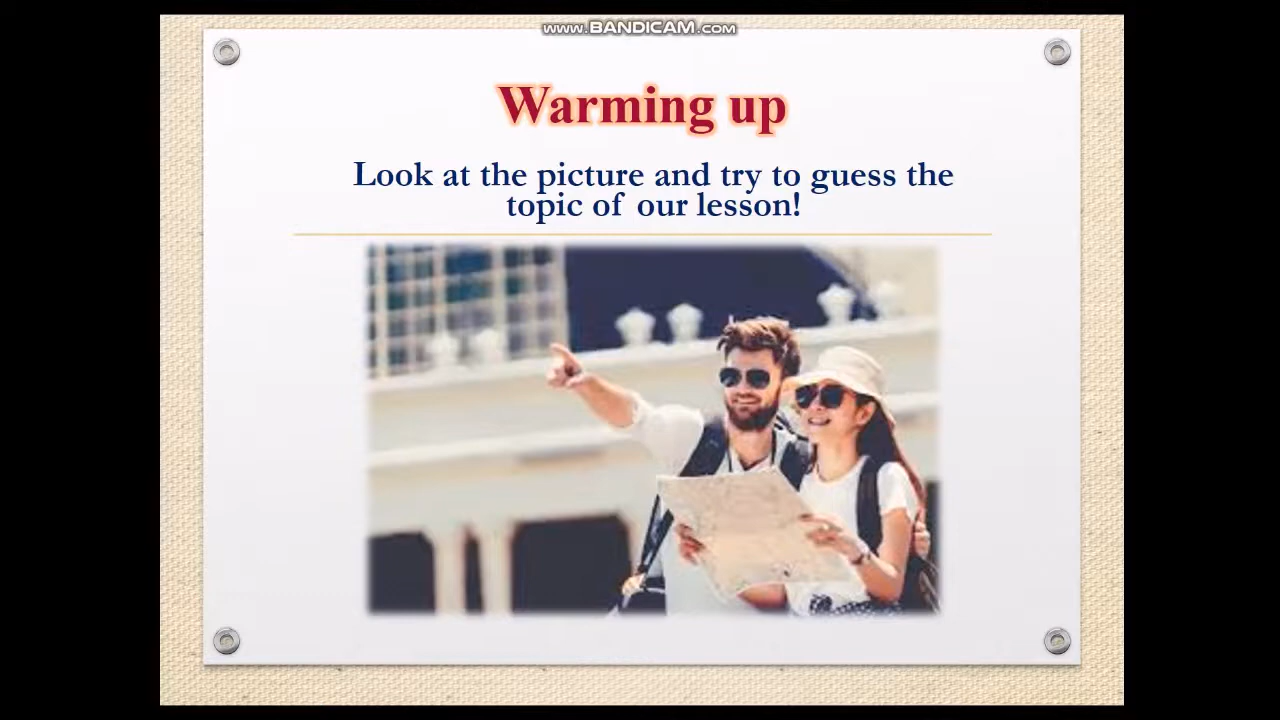 www.BANDICAM.com
Warming up
Look at the picture and try to guess the
topic of our lesson!